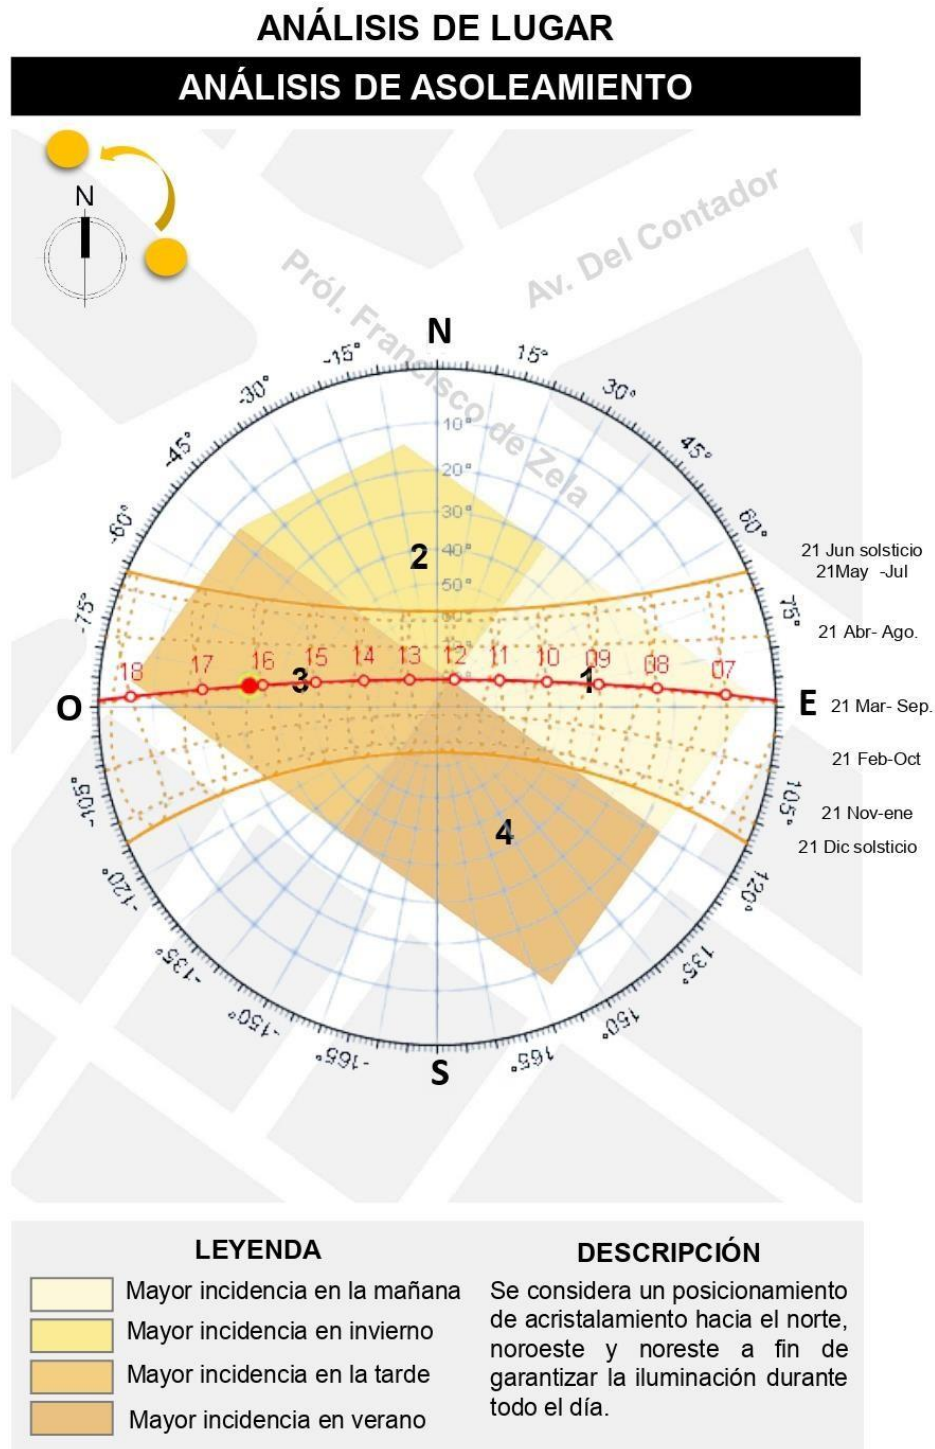 ANÁLISIS DE LUGAR
ANÁLISIS DE ASOLEAMIENTO
N
Av. Del Contador
Pról. Francisco de Zela
N
-15°
15°
-30°
30°
-45°
45°
-60°
60°
-75°
75°
10°
20°
30°
40°
50°
2
21 Jun solsticio
21May -Jul
21 Abr- Ago.
18 17 16 15 14 13 12 11 10 09 08 07
3
1
O
E
21 Mar- Sep.
21 Feb-Oct
-105°
105°
21 Nov-ene
4
21 Dic solsticio
-120°
120°
-135°
135°
-150°
150°
-165°
165°
S
LEYENDA
Mayor incidencia en la mañana
Mayor incidencia en invierno
Mayor incidencia en la tarde
Mayor incidencia en verano
DESCRIPCIÓN
Se considera un posicionamiento
de acristalamiento hacia el norte,
noroeste y noreste a fin de
garantizar la iluminación durante
todo el día.